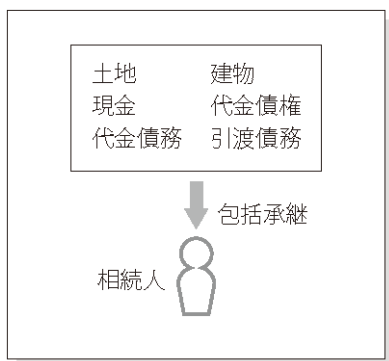 土地 建物
現金 代金債権
代金債務 引渡債務
包括承継
相続人